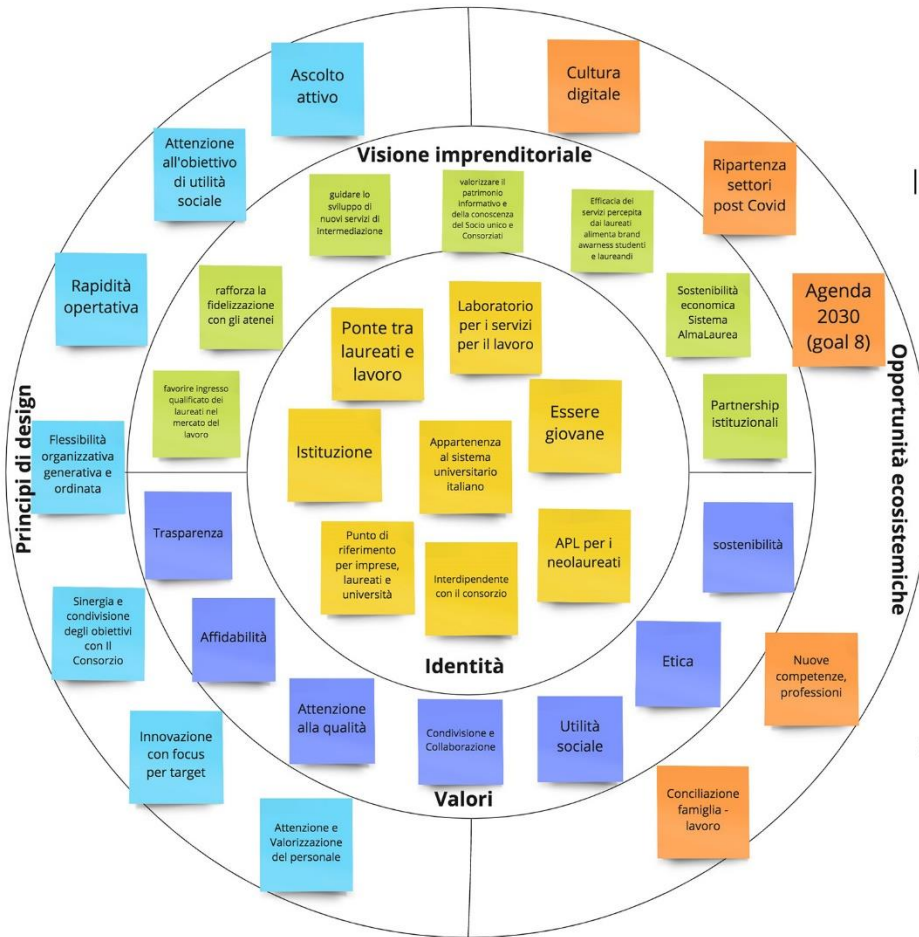 Ascolto
attivo
Cultura
digitale
Attenzione
all'obiettivo
di utilità
sociale
Visione imprenditoriale
Ripartenza
settori
post Covid
guidare lo
sviluppo di
nuovi servizi di
intermediazione
valorizzare il
patrimonio
informativo e
della conoscenza
del Socio unico e
Consorziati
Efficacia dei
servizi percepita
dai laureati
alimenta brand
awarness studenti
e laureandi
Rapidità
opertativa
rafforza la
fidelizzazione
con gli atenei
Sostenibilità
economica
Sistema
AlmaLaurea
Agenda
2030
(goal 8)
Ponte tra
laureati e
lavoro
Laboratorio
per i servizi
per il lavoro
Principi di design
favorire ingresso
qualificato dei
laureati nel
mercato del
lavoro
Essere
giovane
Partnership
istituzionali
Opportunità ecosistemiche
Flessibilità
organizzativa
generativa e
ordinata
Istituzione
Appartenenza
al sistema
universitario
italiano
Trasparenza
Punto di
riferimento
per imprese,
laureati e
università
Interdipendente
con il consorzio
APL per i
neolaureati
sostenibilità
Sinergia e
condivisione
degli obiettivi
con Il
Consorzio
Affidabilità
Identità
Etica
Nuove
competenze,
professioni
Innovazione
con focus
per target
Attenzione
alla qualità
Condivisione e
Collaborazione
Utilità
sociale
Valori
Attenzione e
Valorizzazione
del personale
Conciliazione
famiglia -
lavoro